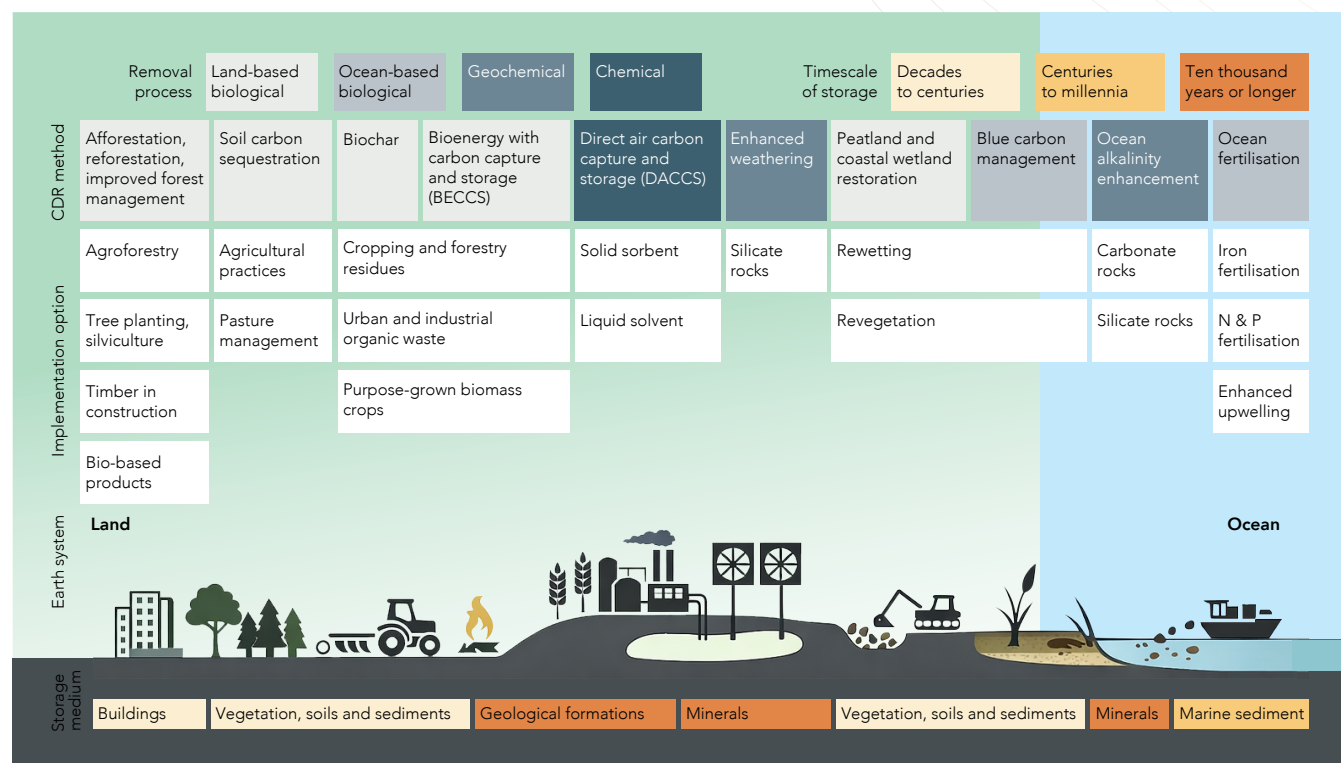 Removal
process
Land-based
biological
Ocean-based
biological
Geochemical
Chemical
Timescale
of storage
Decades
to centuries
Centuries
to millennia
Ten thousand
years or longer
CDR method
Afforestation,
reforestation,
improved forest
management
Soil carbon
sequestration
Biochar
Bioenergy with
carbon capture
and storage
(BECCS)
Direct air carbon
capture and
storage (DACCS)
Enhanced
weathering
Peatland and
coastal wetland
restoration
Blue carbon
management
Ocean
alkalinity
enhancement
Ocean
fertilisation
Implementation option
Agroforestry
Agricultural
practices
Cropping and forestry
residues
Solid sorbent
Silicate
rocks
Rewetting
Carbonate
rocks
Iron
fertilisation
Tree planting,
silviculture
Pasture
management
Urban and industrial
organic waste
Liquid solvent
Revegetation
Silicate rocks
N & P
fertilisation
Timber in
construction
Purpose-grown biomass
crops
Enhanced
upwelling
Bio-based
products
Earth system
Land
Ocean
Storage
medium
Buildings
Vegetation, soils and sediments
Geological formations
Minerals
Vegetation, soils and sediments
Minerals
Marine sediment